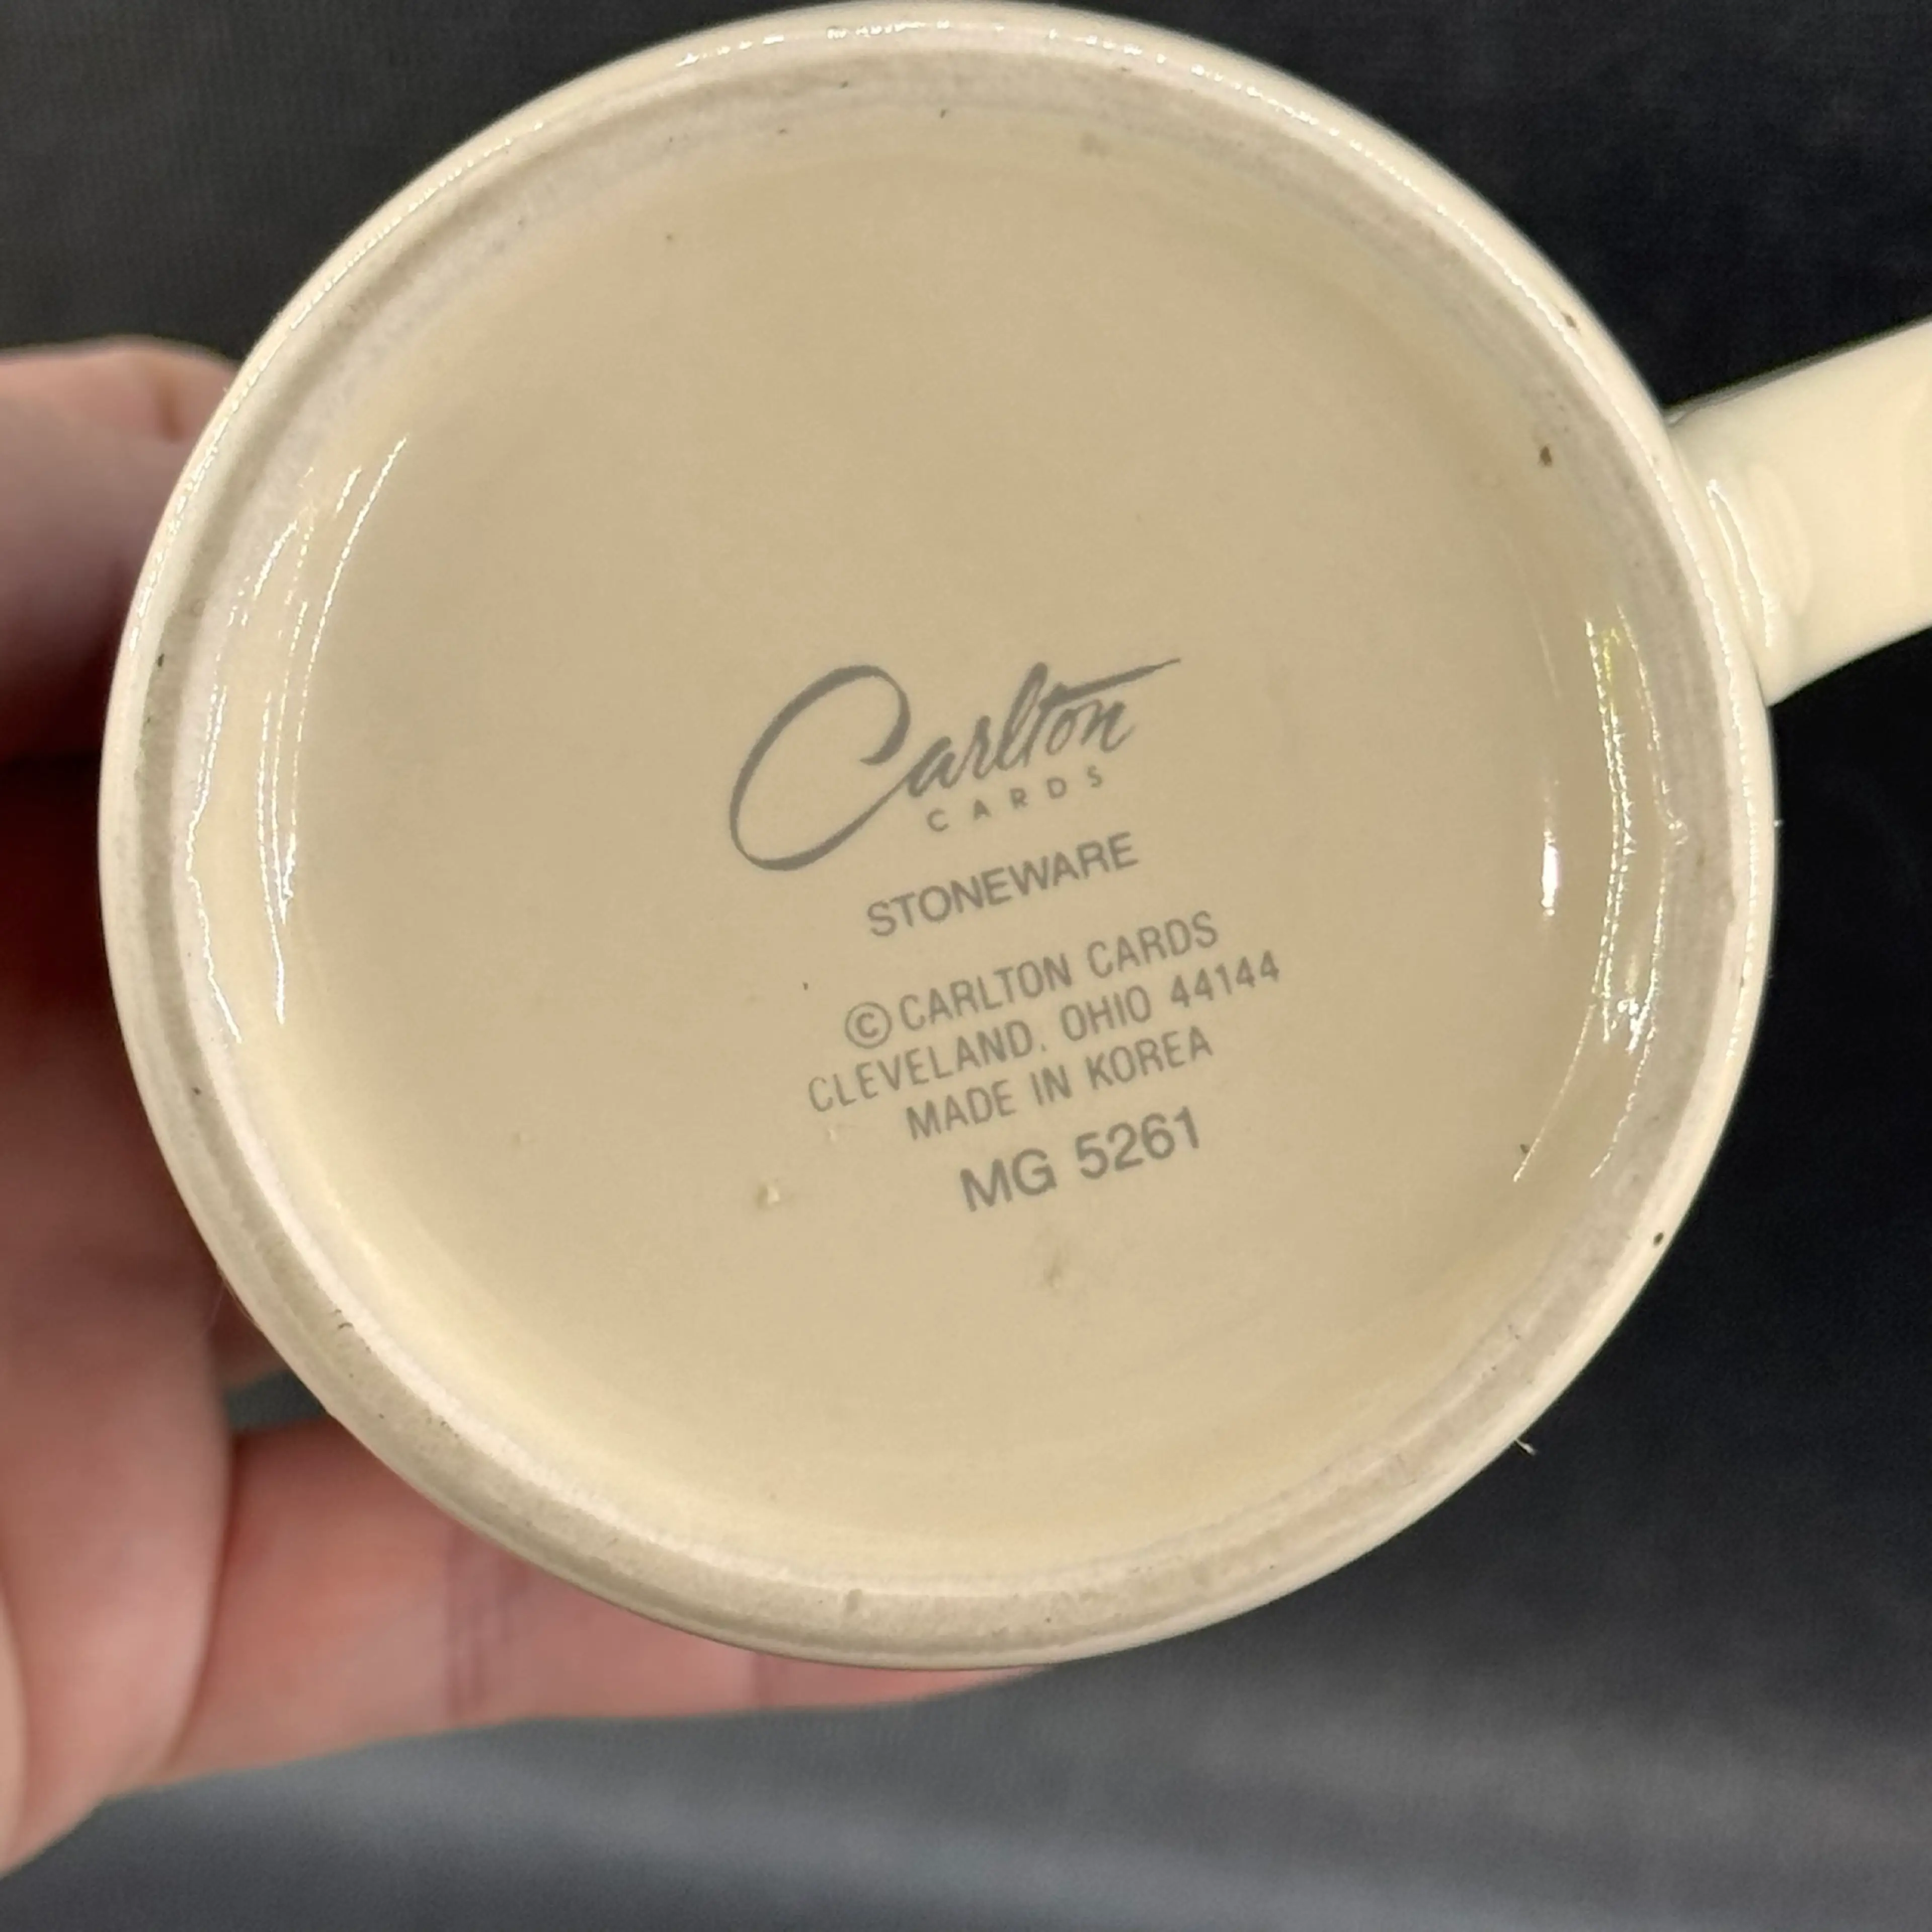 Carlton
CARDS
STONEWARE
©CARLTON CARDS
CLEVELAND, OHIO 44144
MADE IN KOREA
MG 5261